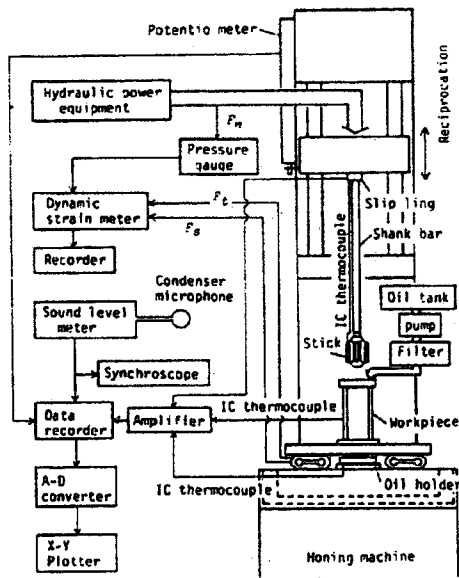 Potentio meter
Hydraulic power
equipment
Fn
Reciprocation
Pressure
gauge
Dynamic
strain meter
Ft
Fs
Slip ling
Shank bar
IC thermocouple
Recorder
Condenser
microphone
Sound level
meter
Oil tank
pump
Filter
Stick
Synchroscope
Data
recorder
Amplifier
IC thermocouple
Workpiece
A-D
converter
IC thermocouple
Oil holder
X-Y
Plotter
Honing machine